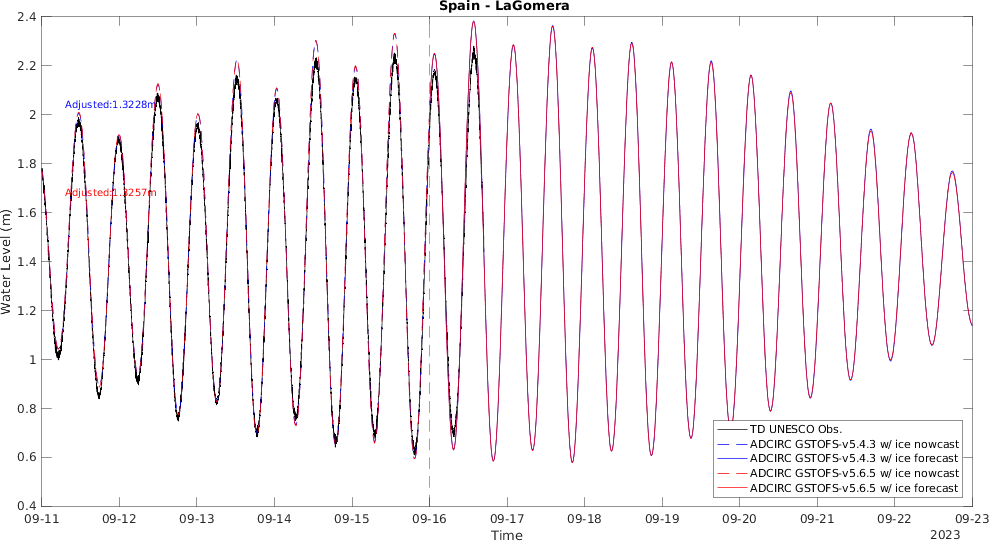 Spain - LaGomera
2.4
2.2
2
1.8
1.6
1.4
1.2
1
0.8
0.6
0.4
Water Level (m)
Adjusted:1.3228m
Adjusted:1.3257m
TD UNESCO Obs.
ADCIRC GSTOFS-v5.4.3 w/ ice nowcast
ADCIRC GSTOFS-v5.4.3 w/ ice forecast
ADCIRC GSTOFS-v5.6.5 w/ ice nowcast
ADCIRC GSTOFS-v5.6.5 w/ ice forecast
09-11 09-12 09-13 09-14 09-15 09-16 09-17 09-18 09-19 09-20 09-21 09-22 09-23
Time
2023